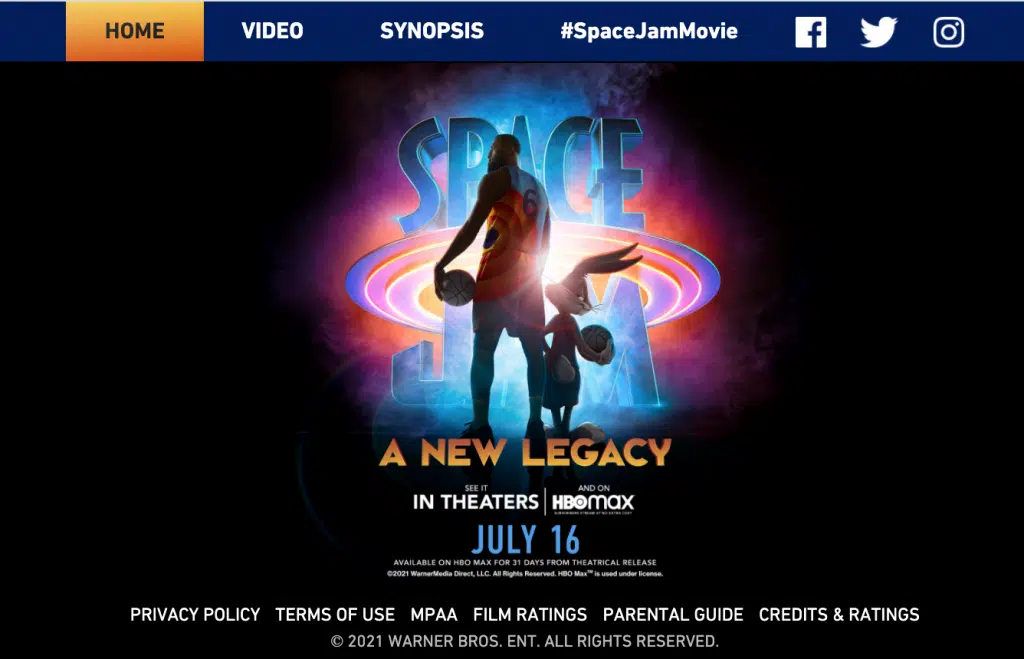 HOME VIDEO SYNOPSIS #SpaceJamMovie
SPACE
6
JAM
A NEW LEGACY
SEE IT AND ON
IN THEATERS HBOmax
JULY 16
AVAILABLE ON HBO MAX FOR 31 DAYS FROM THEATRICAL RELEASE
©2021 WarnerMedia Direct, LLC. All Rights Reserved. HBO Max™ is used under license.
PRIVACY POLICY TERMS OF USE MPAA FILM RATINGS PARENTAL GUIDE CREDITS & RATINGS
© 2021 WARNER BROS. ENT. ALL RIGHTS RESERVED.